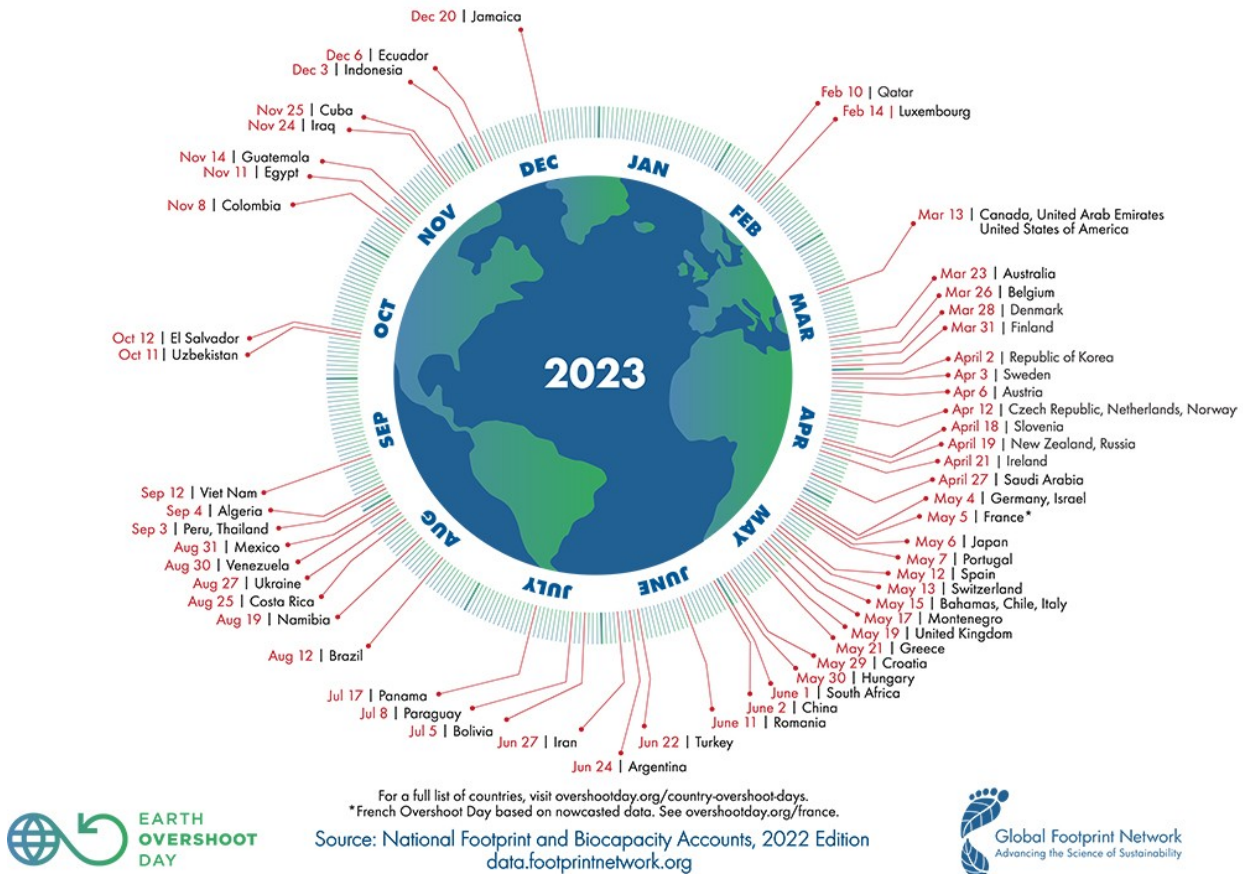 Dec 20 | Jamaica
Dec 6 | Ecuador
Dec 3 | Indonesia
Nov 25 | Cuba
Nov 24 | Iraq
Nov 14 | Guatemala
Nov 11 | Egypt
Nov 8 | Colombia
Oct 12 | El Salvador
Oct 11 | Uzbekistan
Sep 12 | Viet Nam
Sep 4 | Algeria
Sep 3 | Peru, Thailand
Aug 31 | Mexico
Aug 30 | Venezuela
Aug 27 | Ukraine
Aug 25 | Costa Rica
Aug 19 | Namibia
Aug 12 | Brazil
Jul 17 | Panama
Jul 8 | Paraguay
Jul 5 | Bolivia
Jun 27 | Iran
Jun 24 | Argentina
Jun 22 | Turkey
Feb 10 | Qatar
Feb 14 | Luxembourg
Mar 13 | Canada, United Arab Emirates
United States of America
Mar 23 | Australia
Mar 26 | Belgium
Mar 28 | Denmark
Mar 31 | Finland
April 2 | Republic of Korea
Apr 3 | Sweden
Apr 6 | Austria
Apr 12 | Czech Republic, Netherlands, Norway
April 18 | Slovenia
April 19 | New Zealand, Russia
April 21 | Ireland
April 27 | Saudi Arabia
May 4 | Germany, Israel
May 5 | France*
May 6 | Japan
May 7 | Portugal
May 12 | Spain
May 13 | Switzerland
May 15 | Bahamas, Chile, Italy
May 17 | Montenegro
May 19 | United Kingdom
May 21 | Greece
May 29 | Croatia
May 30 | Hungary
June 1 | South Africa
June 2 | China
June 11 | Romania
JAN
FEB
MAR
APR
MAY
JUNE
JULY
AUG
SEP
OCT
NOV
DEC
2023
For a full list of countries, visit overshootday.org/country-overshoot-days.
*French Overshoot Day based on nowcasted data. See overshootday.org/france.
Source: National Footprint and Biocapacity Accounts, 2022 Edition
data.footprintnetwork.org
EARTH
OVERSHOOT
DAY
Global Footprint Network
Advancing the Science of Sustainability